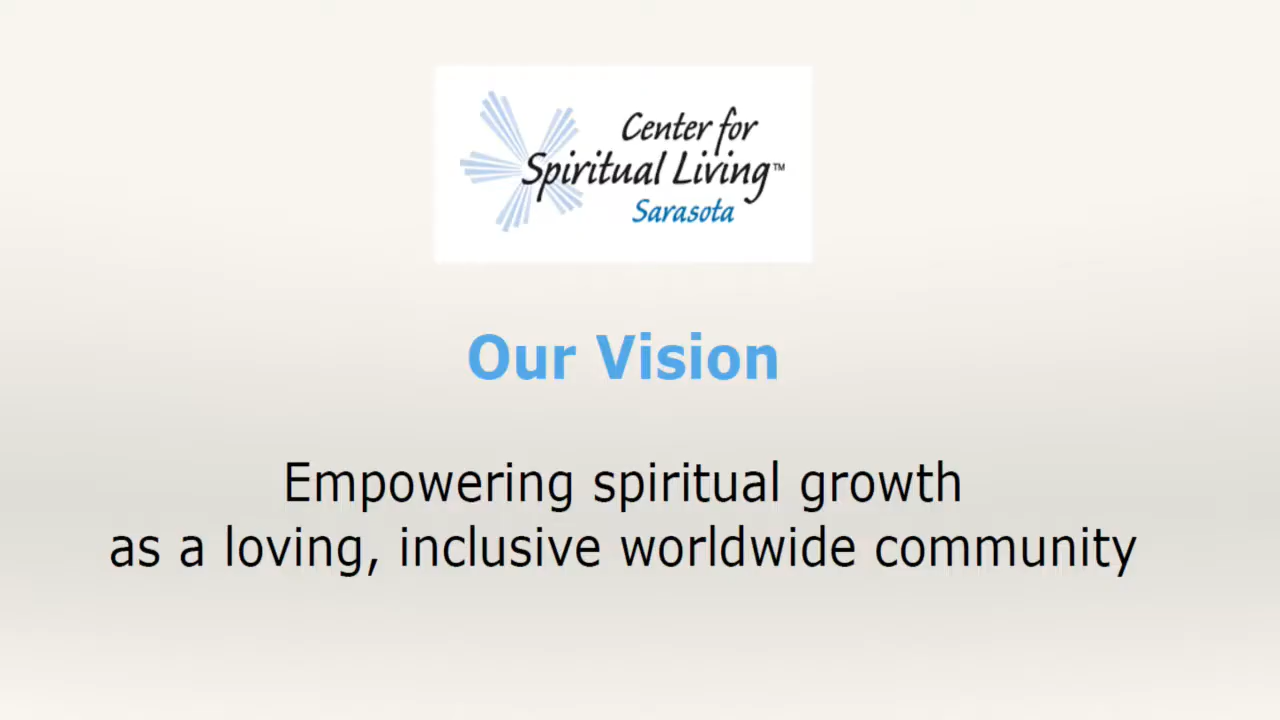 Center for
Spiritual Living™
Sarasota
Our Vision
Empowering spiritual growth
as a loving, inclusive worldwide community